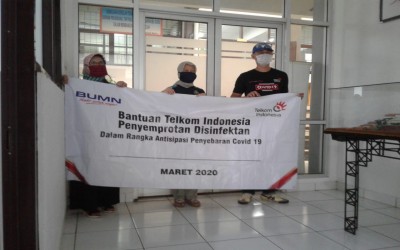 BUMN
Telkom
Indonesia
Bantuan Telkom Indonesia
Penyemprotan Disinfektan
Dalam Rangka Antisipasi Penyebaran Covid 19
MARET 2020